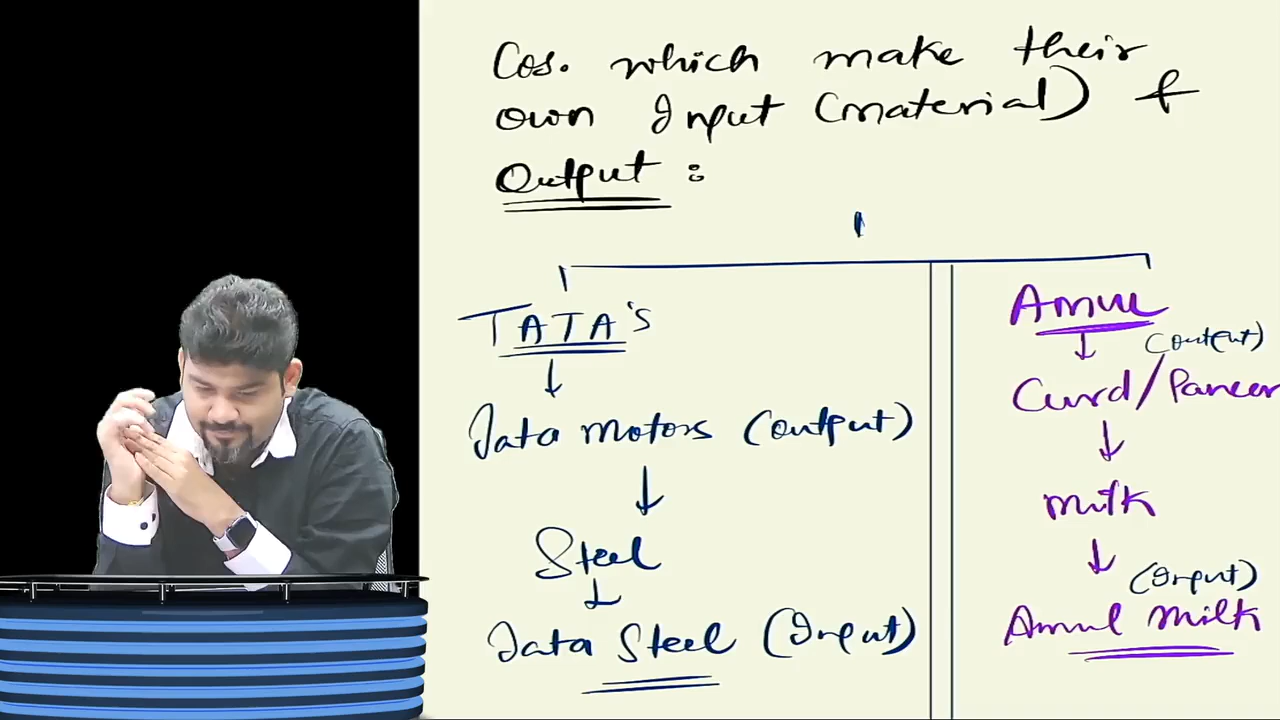 Cos. which make their
own Input (material) &
Output :
TATA's
Tata Motors (Output)
Steel
Tata Steel (Input)
Amul
(Output)
Curd/Paneer
Milk
(Input)
Amul Milk